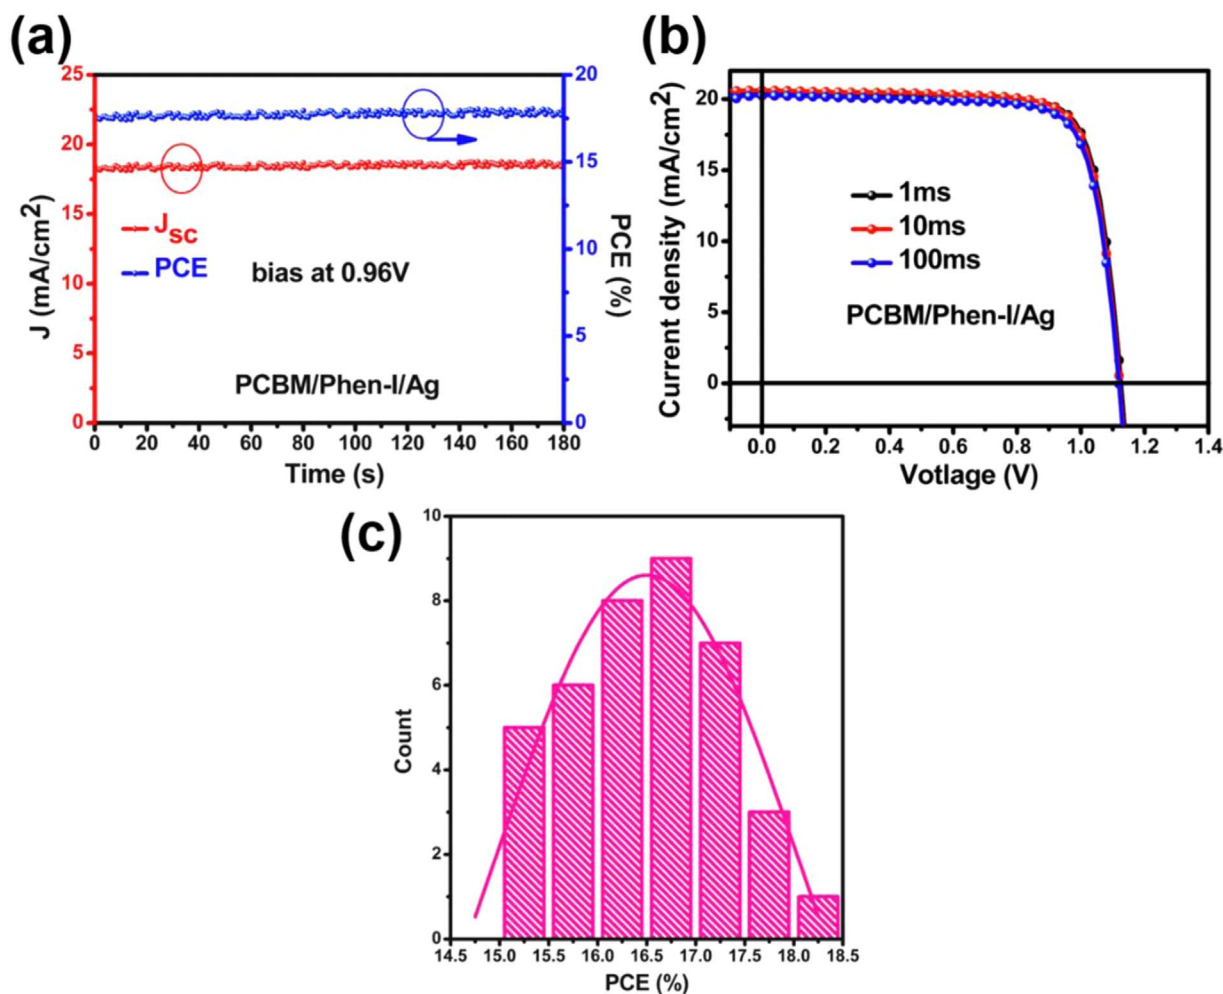 (a)
25
20
15
10
5
0
J (mA/cm2)
20
15
10
5
0
PCE (%)
Jsc
PCE
bias at 0.96V
PCBM/Phen-I/Ag
0 20 40 60 80 100 120 140 160 180
Time (s)
(b)
20
15
10
5
0
Current density (mA/cm2)
1ms
10ms
100ms
PCBM/Phen-I/Ag
0.0 0.2 0.4 0.6 0.8 1.0 1.2 1.4
Votlage (V)
(c)
10
8
6
4
2
0
Count
14.5 15.0 15.5 16.0 16.5 17.0 17.5 18.0 18.5
PCE (%)